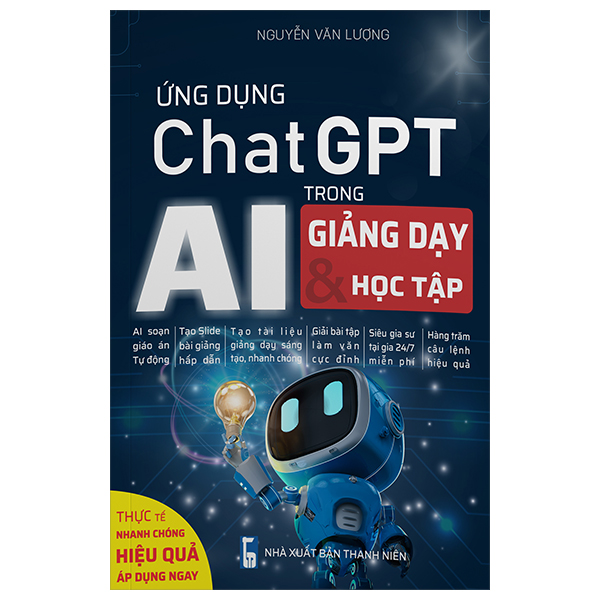 NGUYỄN VĂN LƯỢNG
ỨNG DỤNG
ChatGPT
TRONG
AI
GIẢNG DẠY
& HỌC TẬP
AI soạn
giáo án
Tự động
Tạo Slide
bài giảng
hấp dẫn
Tạo tài liệu
giảng dạy sáng
tạo, nhanh chóng
Giải bài tập
làm văn
cực đỉnh
Siêu gia sư
tại gia 24/7
miễn phí
Hàng trăm
câu lệnh
hiệu quả
THỰC TẾ
NHANH CHÓNG
HIỆU QUẢ
ÁP DỤNG NGAY
NHÀ XUẤT BẢN THANH NIÊN